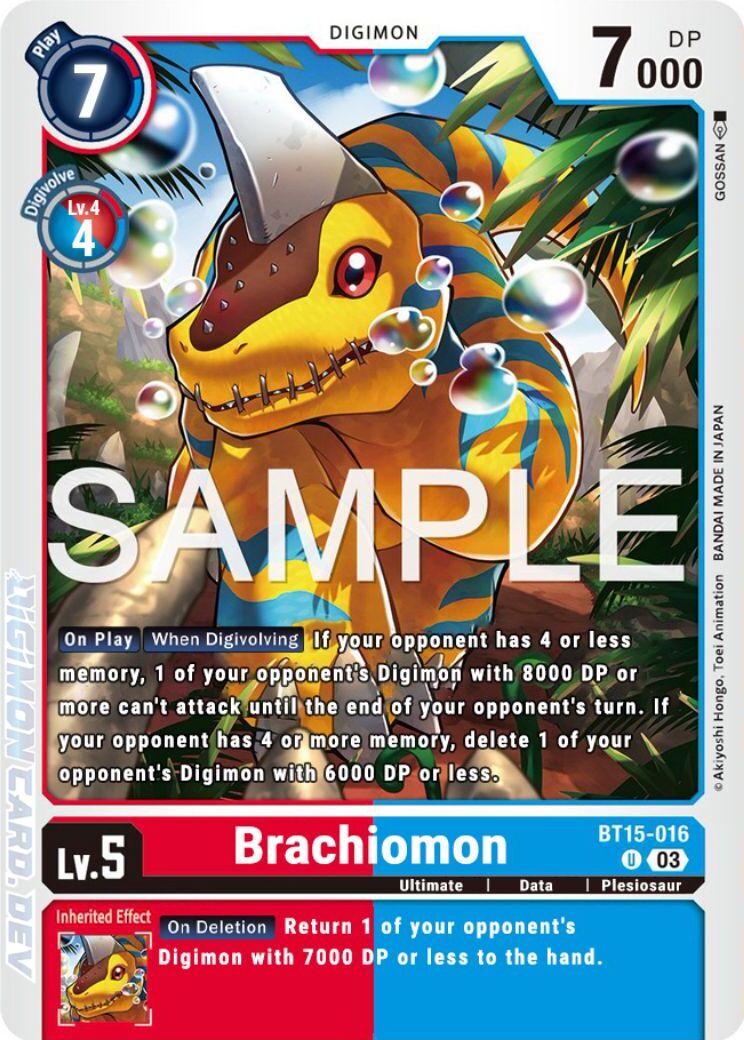 DIGIMON
Play
7
7000
DP
Digivolve
Lv.4
4
GOSSAN
SAMPLE
On Play When Digivolving If your opponent has 4 or less
memory, 1 of your opponent's Digimon with 8000 DP or
more can't attack until the end of your opponent's turn. If
your opponent has 4 or more memory, delete 1 of your
opponent's Digimon with 6000 DP or less.
© Akiyoshi Hongo, Toei Animation BANDAI MADE IN JAPAN
DIGIMONCARD.DEV
Lv.5
Brachiomon
BT15-016
U 03
Ultimate | Data | Plesiosaur
Inherited Effect
On Deletion Return 1 of your opponent's
Digimon with 7000 DP or less to the hand.